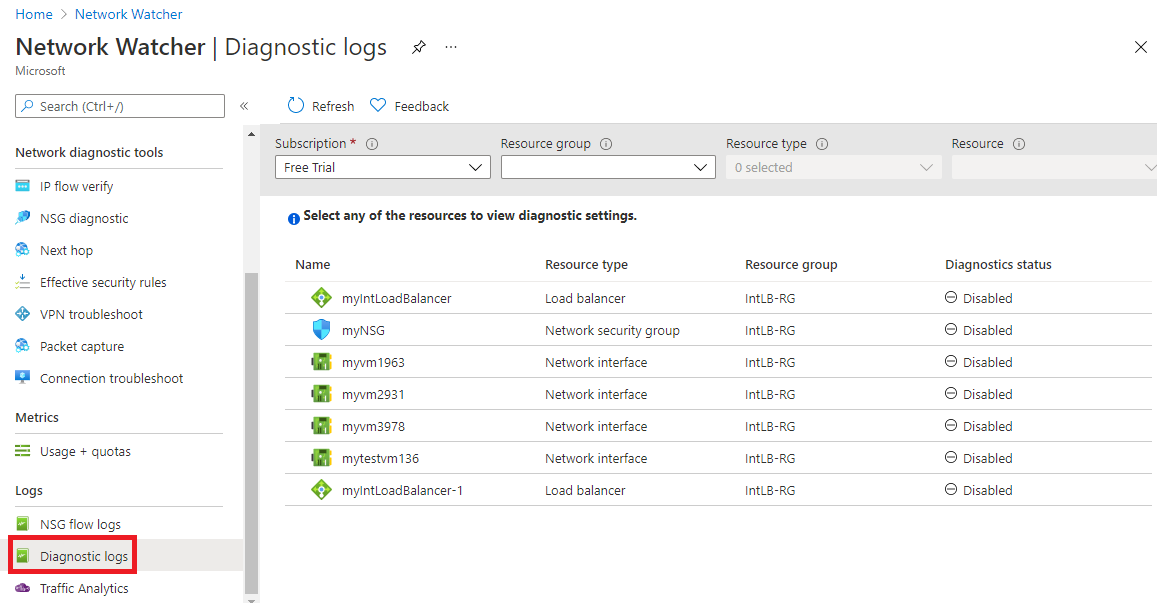 Home > Network Watcher
Network Watcher | Diagnostic logs ...
Microsoft
Search (Ctrl+/)
«
Network diagnostic tools
IP flow verify
NSG diagnostic
Next hop
Effective security rules
VPN troubleshoot
Packet capture
Connection troubleshoot
Metrics
Usage + quotas
Logs
NSG flow logs
Diagnostic logs
Traffic Analytics
Refresh Feedback
Subscription * Resource group Resource type Resource
Free Trial 0 selected
Select any of the resources to view diagnostic settings.
Name Resource type Resource group Diagnostics status
myIntLoadBalancer Load balancer IntLB-RG Disabled
myNSG Network security group IntLB-RG Disabled
myvm1963 Network interface IntLB-RG Disabled
myvm2931 Network interface IntLB-RG Disabled
myvm3978 Network interface IntLB-RG Disabled
mytestvm136 Network interface IntLB-RG Disabled
myIntLoadBalancer-1 Load balancer IntLB-RG Disabled